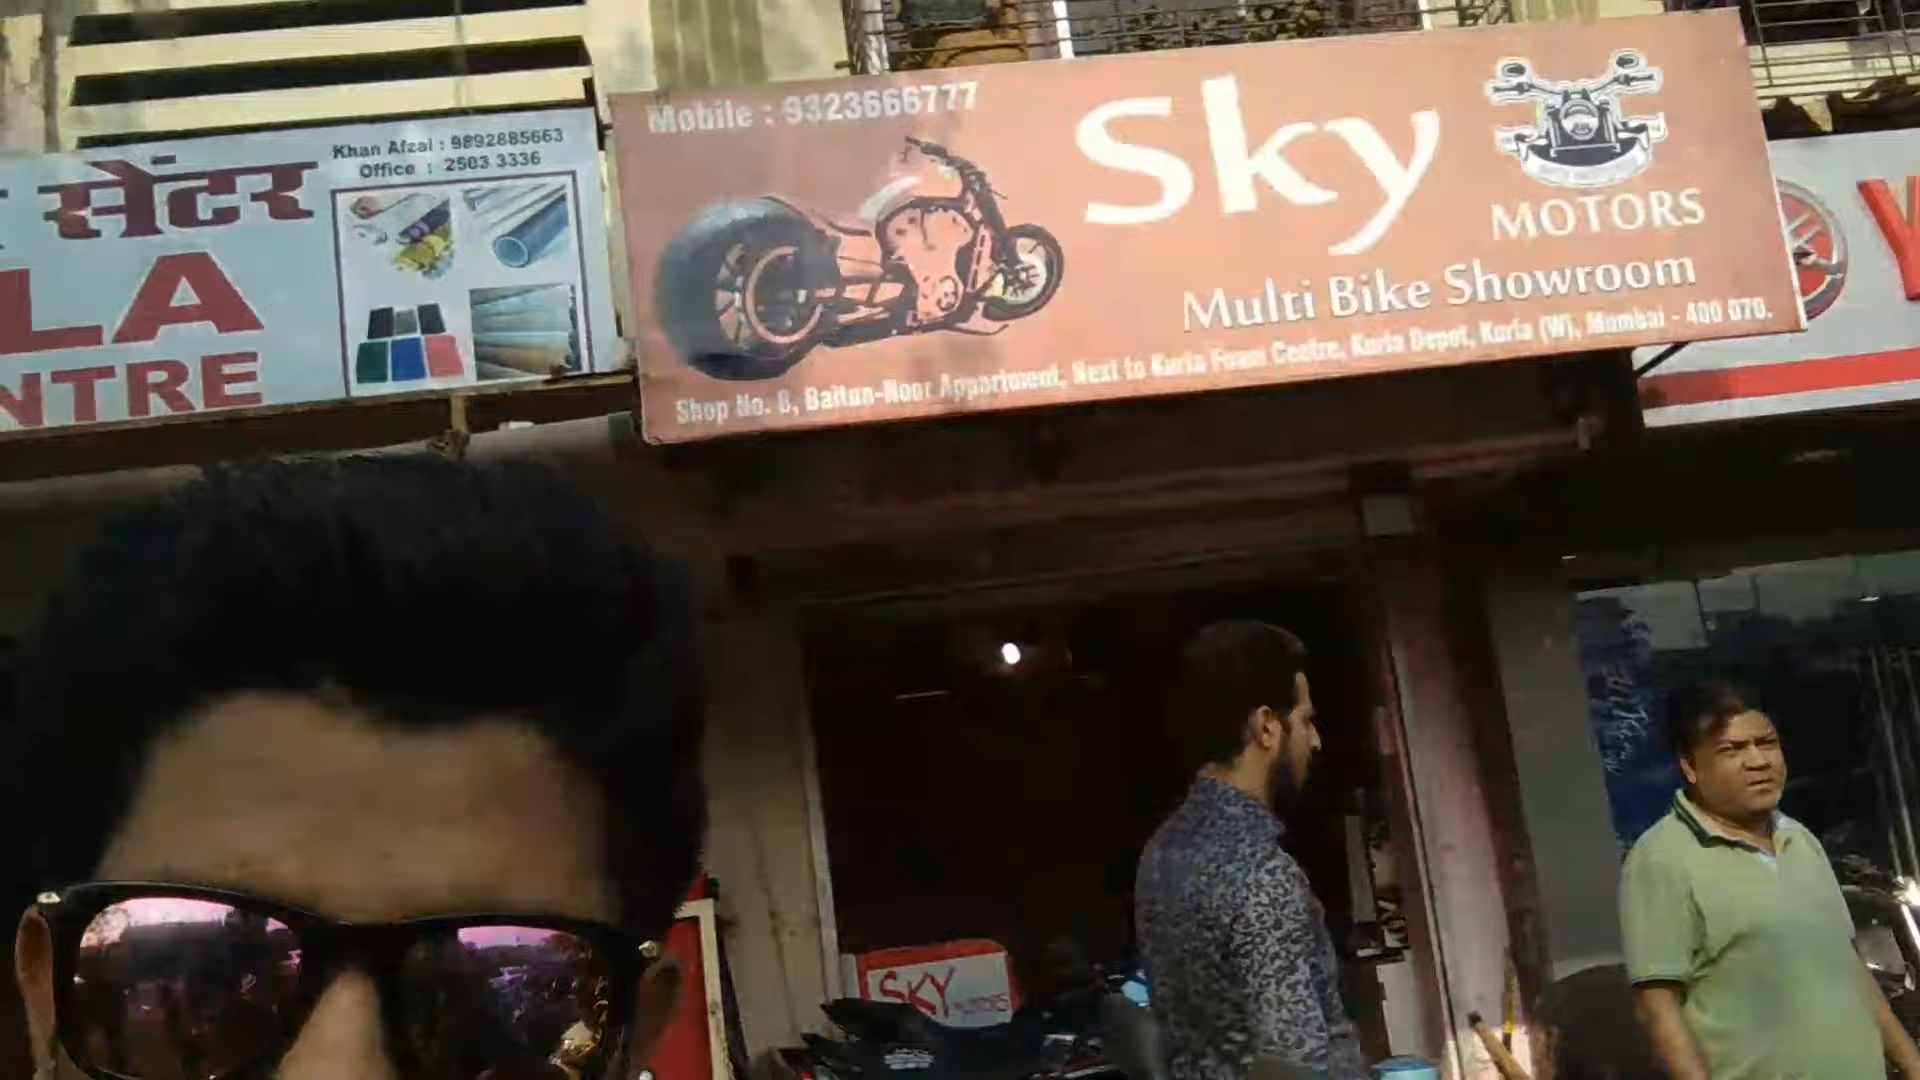 सेंटर
LA
NTRE
Khan Afzal : 9892885663
Office : 2503 3336
Mobile : 9323666777
Sky
MOTORS
Multi Bike Showroom
Shop No. 8, Baitun-Noor Appartment, Next to Kurla Foam Centre, Kurla Depot, Kurla (W), Mumbai - 400 070.
Y
SKY MOTORS